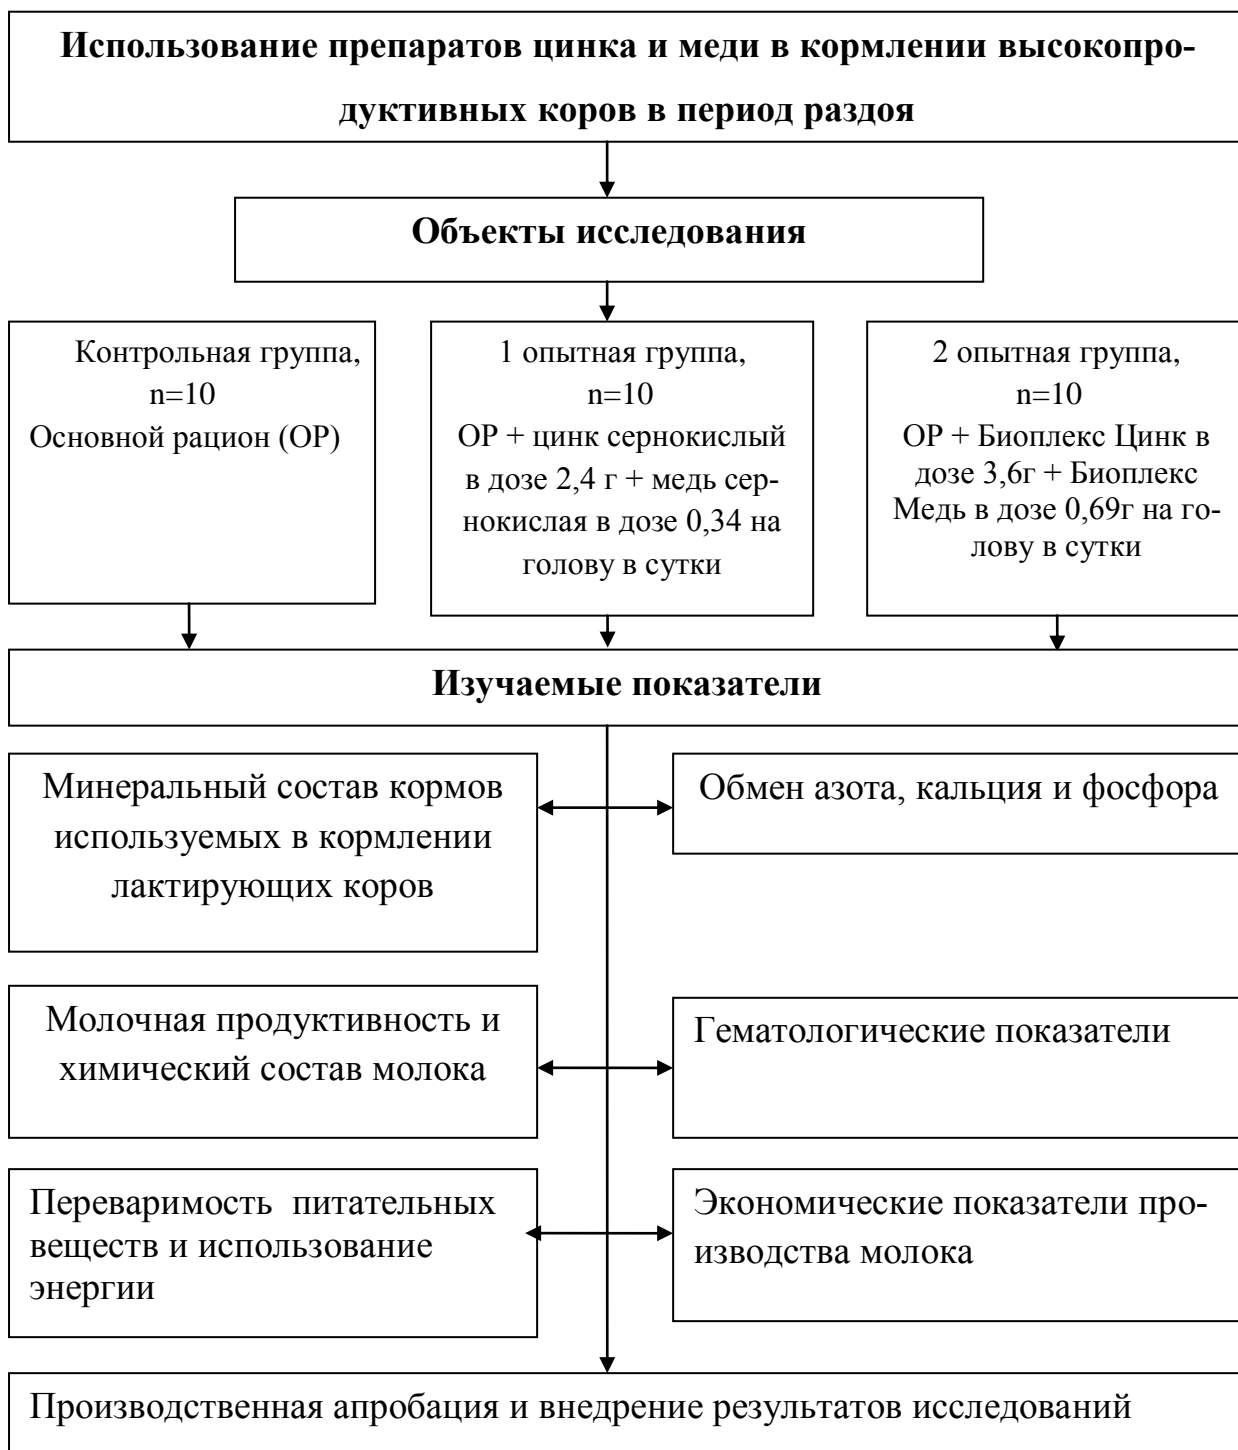 Использование препаратов цинка и меди в кормлении высокопро-
дуктивных коров в период раздоя
Объекты исследования
Контрольная группа,
n=10
Основной рацион (ОР)
1 опытная группа,
n=10
ОР + цинк сернокислый
в дозе 2,4 г + медь сер-
нокислая в дозе 0,34 на
голову в сутки
2 опытная группа,
n=10
ОР + Биоплекс Цинк в
дозе 3,6г + Биоплекс
Медь в дозе 0,69г на го-
лову в сутки
Изучаемые показатели
Минеральный состав кормов
используемых в кормлении
лактирующих коров
Обмен азота, кальция и фосфора
Молочная продуктивность и
химический состав молока
Гематологические показатели
Переваримость питательных
веществ и использование
энергии
Экономические показатели про-
изводства молока
Производственная апробация и внедрение результатов исследований